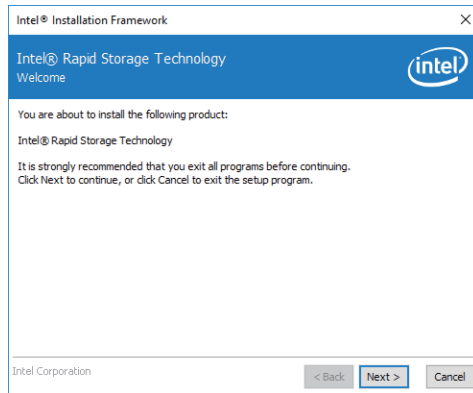 Intel® Installation Framework
Intel® Rapid Storage Technology
Welcome
intel
You are about to install the following product:
Intel® Rapid Storage Technology
It is strongly recommended that you exit all programs before continuing.
Click Next to continue, or click Cancel to exit the setup program.
Intel Corporation
< Back Next > Cancel